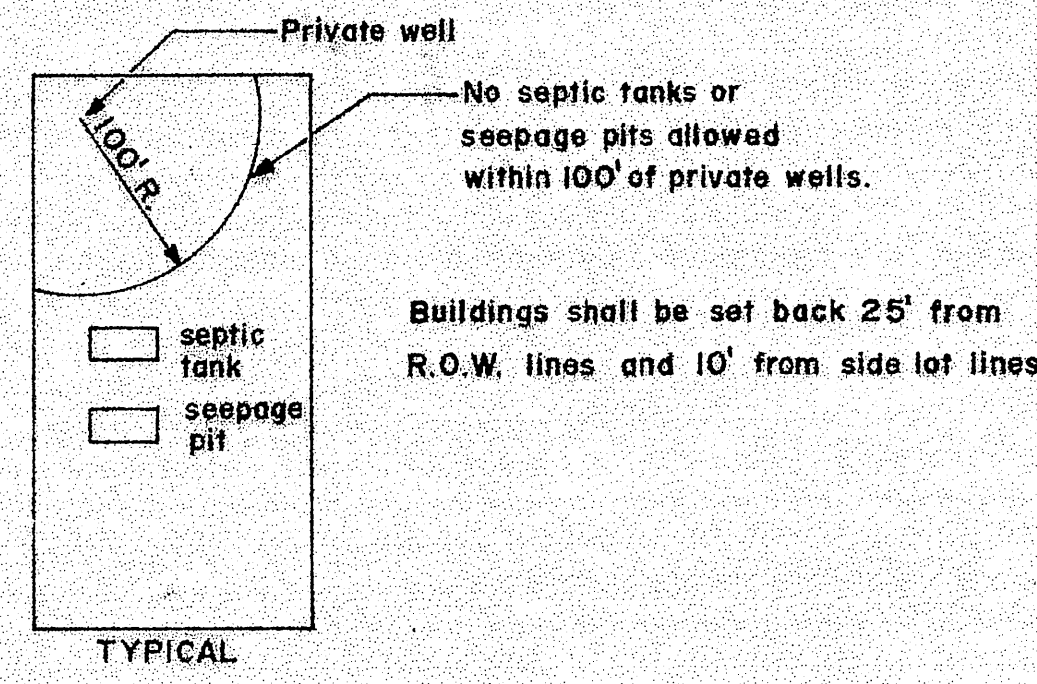 Private well
No septic tanks or
seepage pits allowed
within 100' of private wells.
100' R.
Buildings shall be set back 25' from
R.O.W. lines and 10' from side lot lines
septic
tank
seepage
pit
TYPICAL